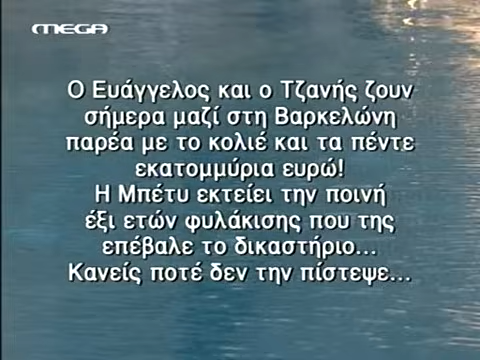 MEGA
Ο Ευάγγελος και ο Τζανής ζουν
σήμερα μαζί στη Βαρκελώνη
παρέα με το κολιέ και τα πέντε
εκατομμύρια ευρώ!
Η Μπέτυ εκτείει την ποινή
έξι ετών φυλάκισης που της
επέβαλε το δικαστήριο...
Κανείς ποτέ δεν την πίστεψε...